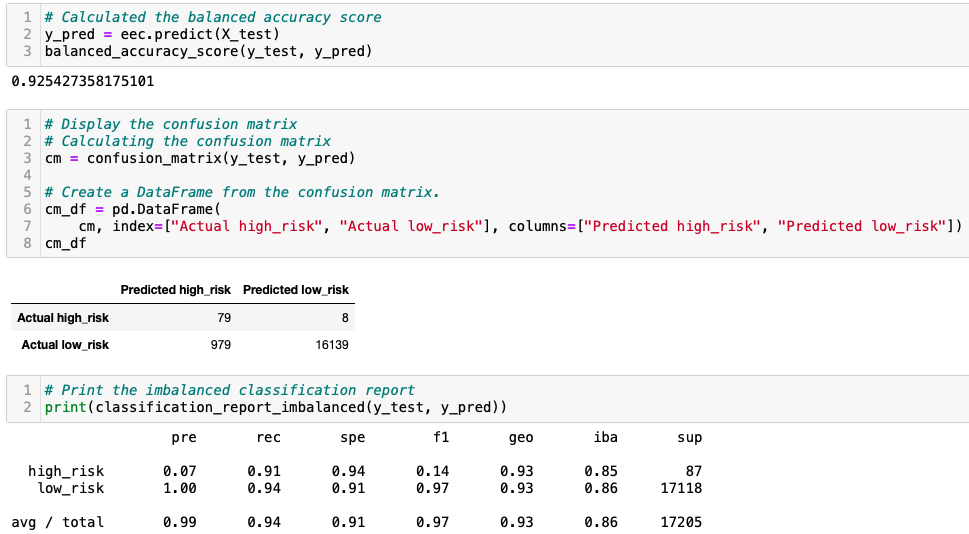 1 # Calculated the balanced accuracy score
2 y_pred = eec.predict(X_test)
3 balanced_accuracy_score(y_test, y_pred)
0.925427358175101
1 # Display the confusion matrix
2 # Calculating the confusion matrix
3 cm = confusion_matrix(y_test, y_pred)
4
5 # Create a DataFrame from the confusion matrix.
6 cm_df = pd.DataFrame(
7     cm, index=["Actual high_risk", "Actual low_risk"], columns=["Predicted high_risk", "Predicted low_risk"])
8 cm_df
Predicted high_risk Predicted low_risk
Actual high_risk 79 8
Actual low_risk 979 16139
1 # Print the imbalanced classification report
2 print(classification_report_imbalanced(y_test, y_pred))
pre rec spe f1 geo iba sup
high_risk 0.07 0.91 0.94 0.14 0.93 0.85 87
low_risk 1.00 0.94 0.91 0.97 0.93 0.86 17118
avg / total 0.99 0.94 0.91 0.97 0.93 0.86 17205